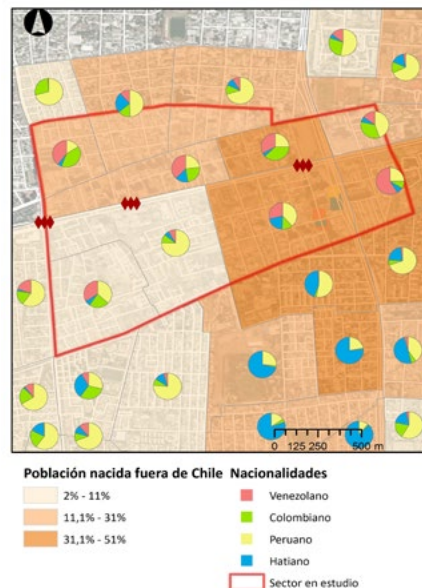 125 250 500 m
Población nacida fuera de Chile Nacionalidades
2% - 11%
11,1% - 31%
31,1% - 51%
Venezolano
Colombiano
Peruano
Hatiano
Sector en estudio